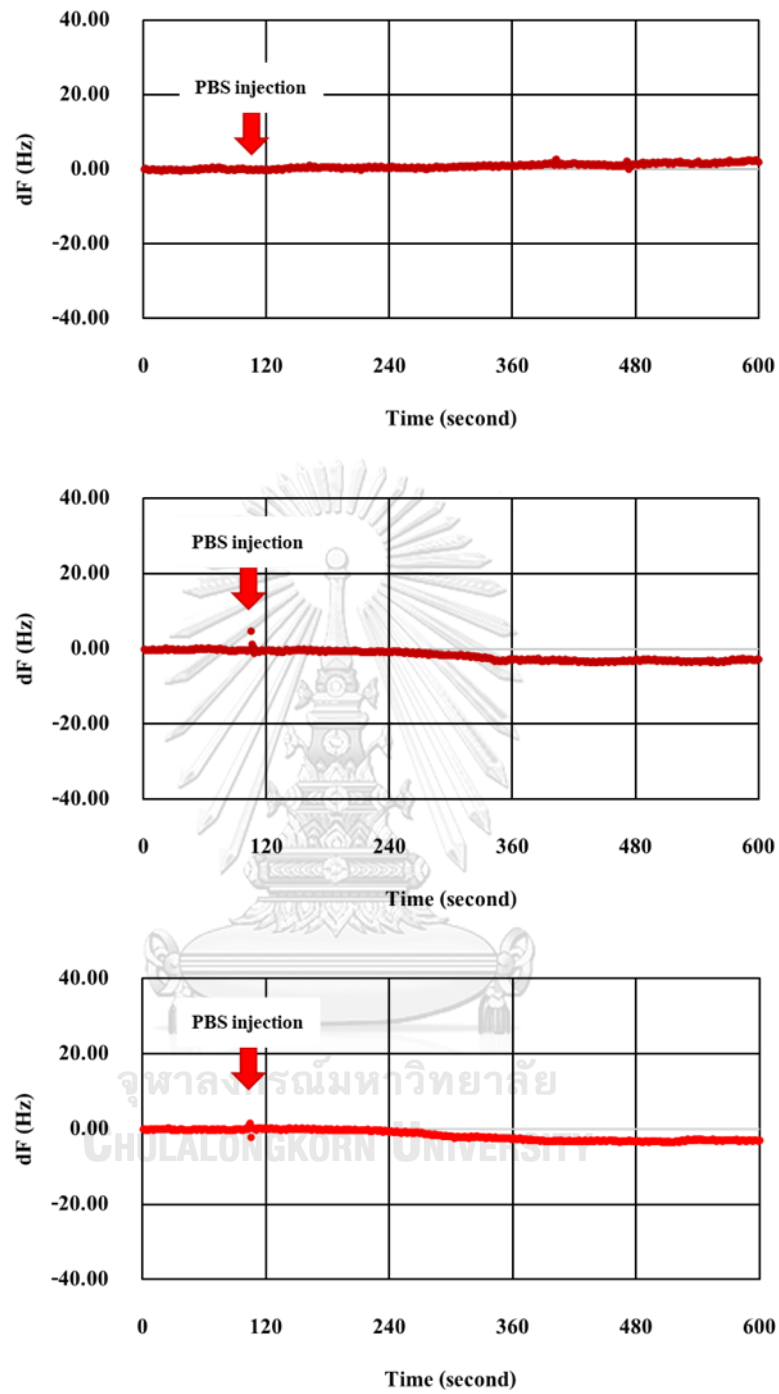 40.00
20.00
PBS injection
0.00
dF (Hz)
-20.00
-40.00
0 120 240 360 480 600
Time (second)
40.00
PBS injection
20.00
0.00
dF (Hz)
-20.00
-40.00
0 120 240 360 480 600
Time (second)
40.00
PBS injection
20.00
จุฬาลงกรณ์มหาวิทยาลัย
0.00
dF (Hz)
CHULALONGKORN UNIVERSITY
-20.00
-40.00
0 120 240 360 480 600
Time (second)